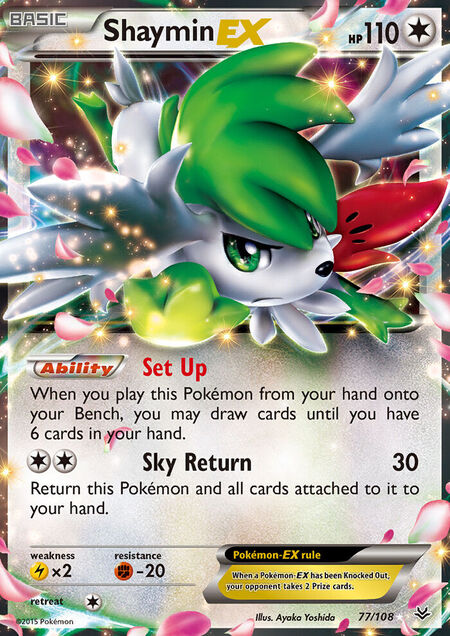 BASIC
Shaymin EX HP 110
Ability Set Up
When you play this Pokémon from your hand onto
your Bench, you may draw cards until you have
6 cards in your hand.
Sky Return 30
Return this Pokémon and all cards attached to it to
your hand.
weakness resistance
×2 -20
retreat
Pokémon-EX rule
When a Pokémon-EX has been Knocked Out,
your opponent takes 2 Prize cards.
Illus. Ayaka Yoshida 77/108
©2015 Pokémon